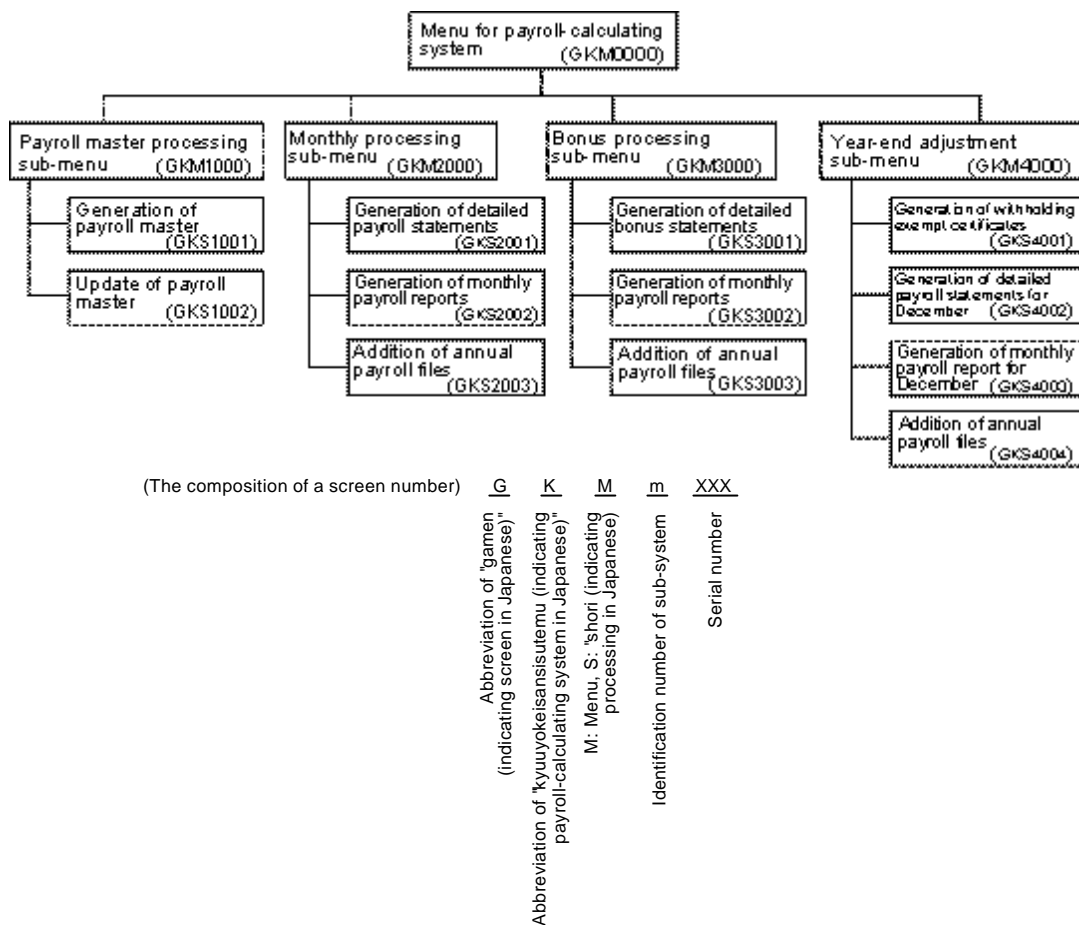 Menu for payroll-calculating
system
(GKM0000)
Payroll master processing
sub-menu
(GKM1000)
Generation of
payroll master
(GKS1001)
Update of payroll
master
(GKS1002)
Monthly processing
sub-menu
(GKM2000)
Generation of detailed
payroll statements
(GKS2001)
Generation of monthly
payroll reports
(GKS2002)
Addition of annual
payroll files
(GKS2003)
Bonus processing
sub-menu
(GKM3000)
Generation of detailed
bonus statements
(GKS3001)
Generation of monthly
payroll reports
(GKS3002)
Addition of annual
payroll files
(GKS3003)
Year-end adjustment
sub-menu
(GKM4000)
Generation of withholding
exempt certificates
(GKS4001)
Generation of detailed
payroll statements for
December (GKS4002)
Generation of monthly
payroll report for
December (GKS4003)
Addition of annual
payroll files
(GKS4004)
(The composition of a screen number) G K M m XXX
Abbreviation of "gamen
(indicating screen in Japanese)"
Abbreviation of "kyuuyokeisansisutemu (indicating
payroll-calculating system in Japanese)"
M: Menu, S: "shori (indicating
processing in Japanese)
Identification number of sub-system
Serial number